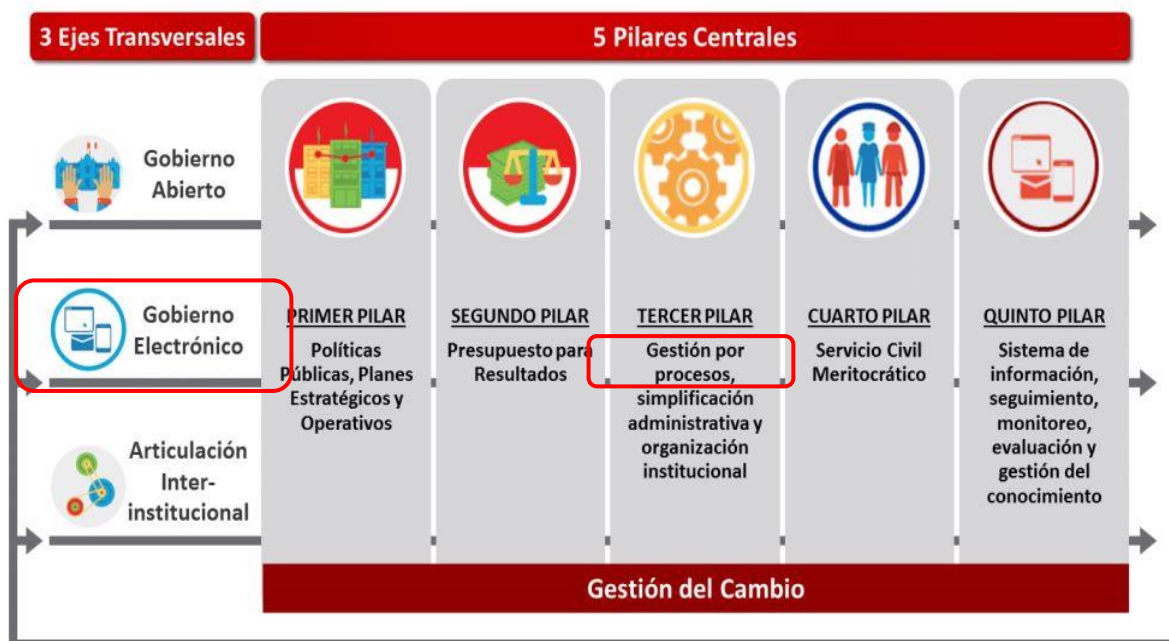 3 Ejes Transversales
5 Pilares Centrales
Gobierno
Abierto
Gobierno
Electrónico
Articulación
Inter-
institucional
PRIMER PILAR
Políticas
Públicas, Planes
Estratégicos y
Operativos
SEGUNDO PILAR
Presupuesto para
Resultados
TERCER PILAR
Gestión por
procesos,
simplificación
administrativa y
organización
institucional
CUARTO PILAR
Servicio Civil
Meritocrático
QUINTO PILAR
Sistema de
información,
seguimiento,
monitoreo,
evaluación y
gestión del
conocimiento
Gestión del Cambio